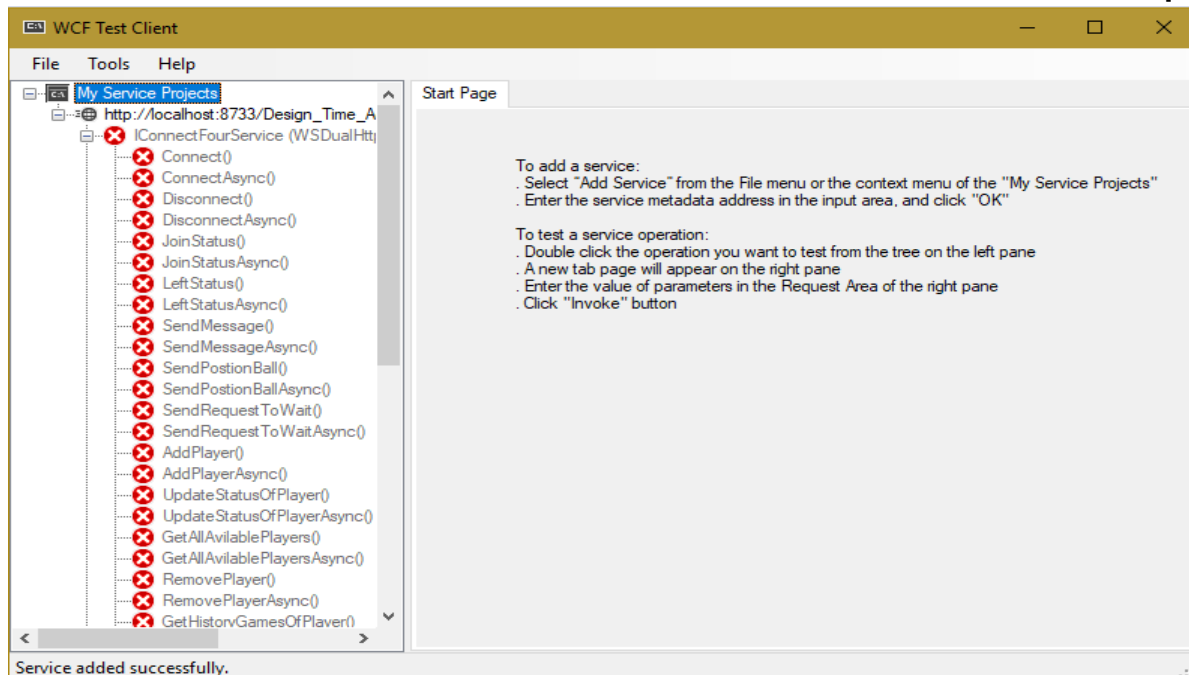 WCF Test Client
File Tools Help
My Service Projects
http://localhost:8733/Design_Time_A
IConnectFourService (WSDualHtt
Connect()
ConnectAsync()
Disconnect()
DisconnectAsync()
JoinStatus()
JoinStatusAsync()
LeftStatus()
LeftStatusAsync()
SendMessage()
SendMessageAsync()
SendPostionBall()
SendPostionBallAsync()
SendRequestToWait()
SendRequestToWaitAsync()
AddPlayer()
AddPlayerAsync()
UpdateStatusOfPlayer()
UpdateStatusOfPlayerAsync()
GetAllAvilablePlayers()
GetAllAvilablePlayersAsync()
RemovePlayer()
RemovePlayerAsync()
GetHistoryGamesOfPlayer()
Start Page
To add a service:
. Select "Add Service" from the File menu or the context menu of the "My Service Projects"
. Enter the service metadata address in the input area, and click "OK"
To test a service operation:
. Double click the operation you want to test from the tree on the left pane
. A new tab page will appear on the right pane
. Enter the value of parameters in the Request Area of the right pane
. Click "Invoke" button
Service added successfully.